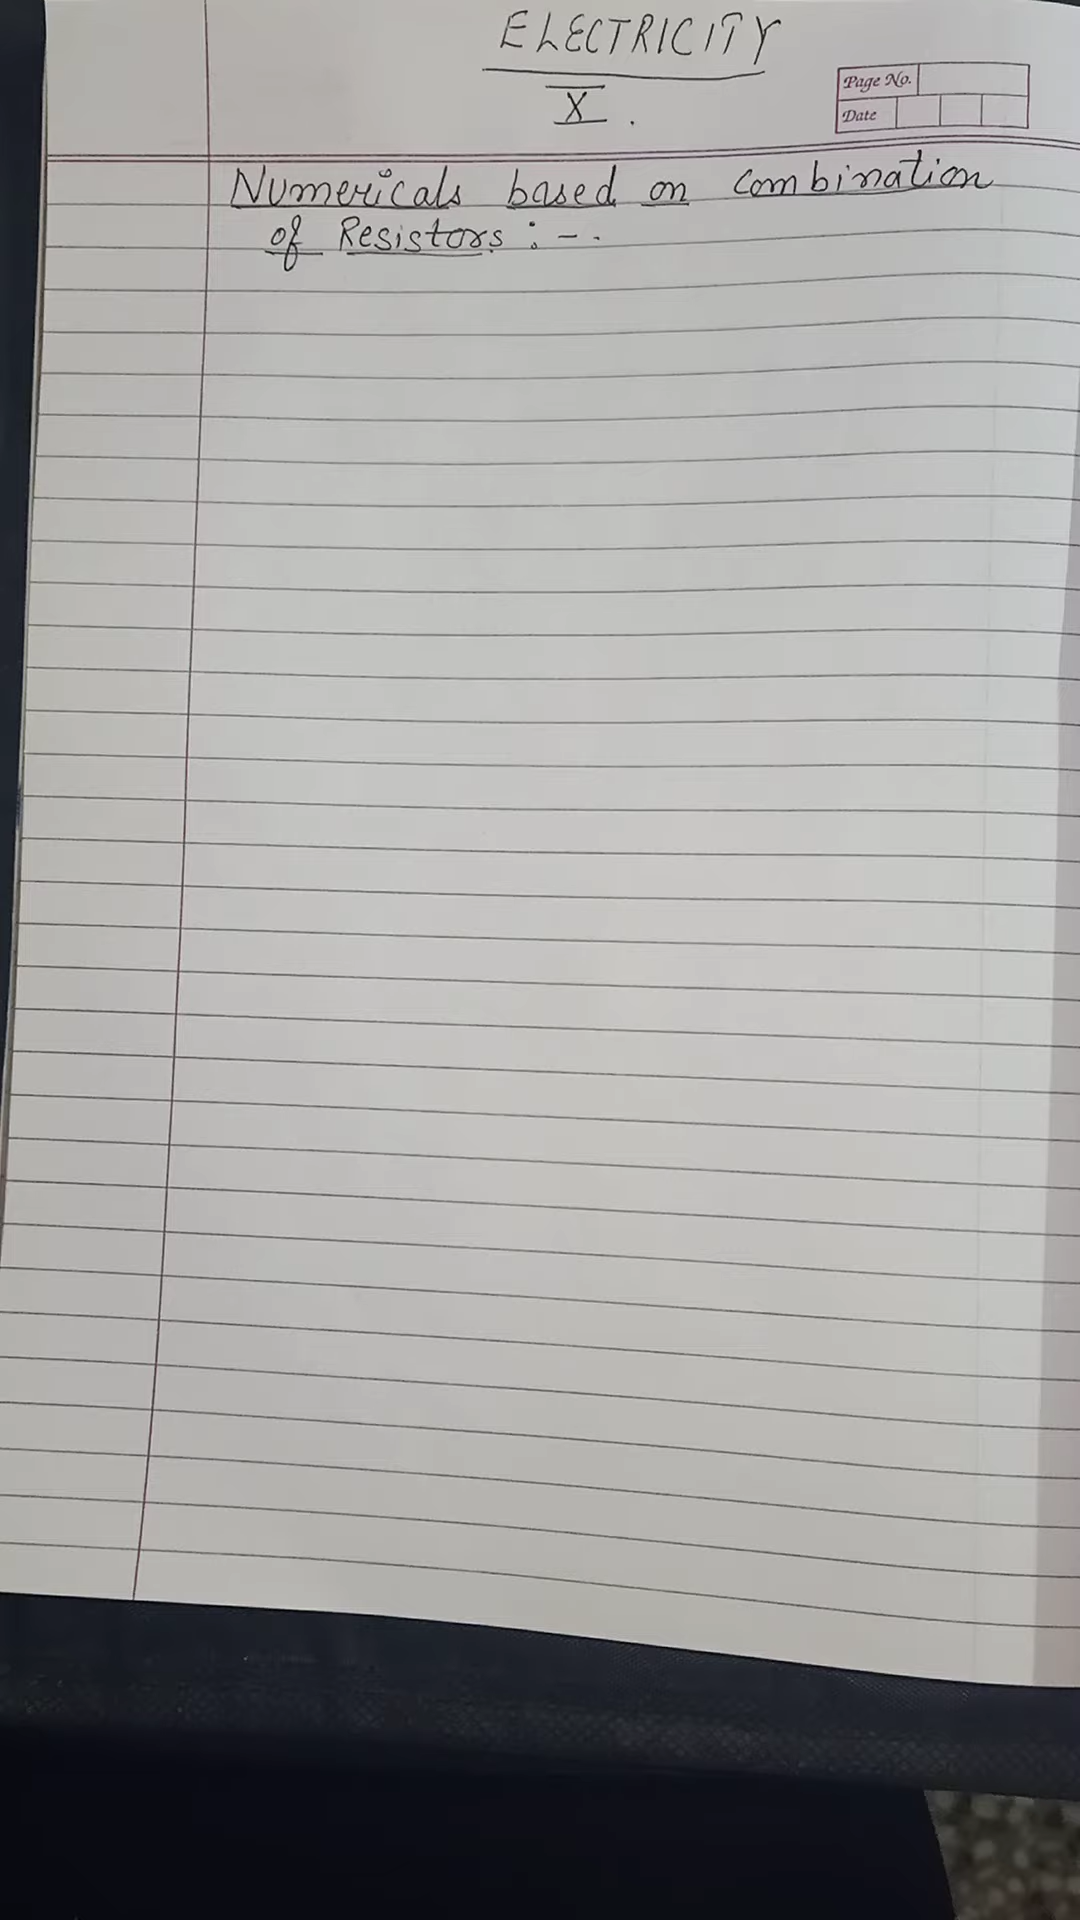 ELECTRICITY
X.
Page No.
Date
Numericals based on combination
of Resistors :-.